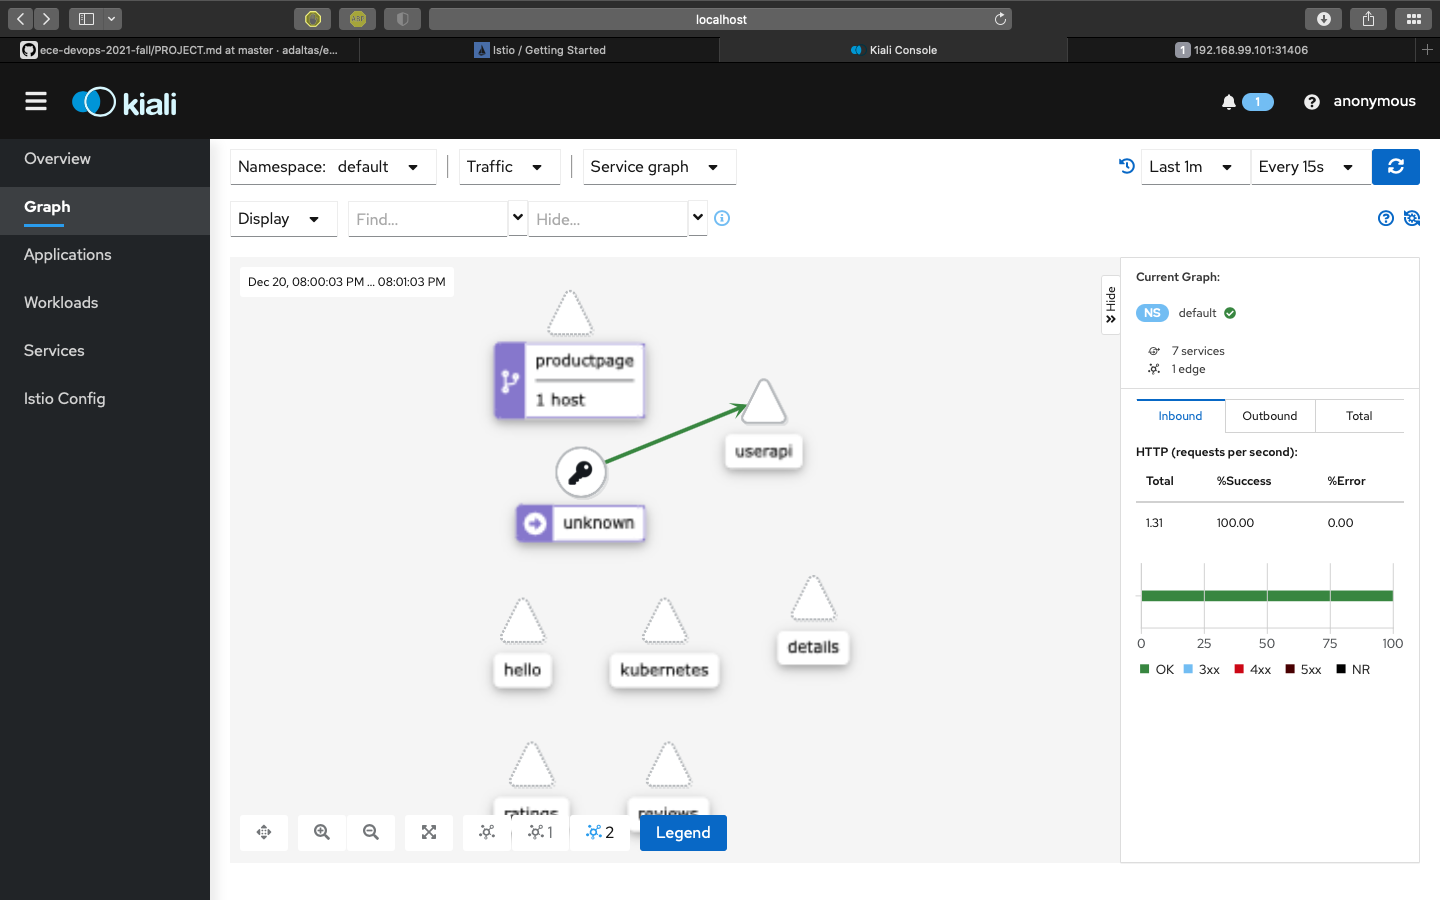 localhost
ece-devops-2021-fall/PROJECT.md at master · adaltas/e...
Istio / Getting Started
Kiali Console
1 192.168.99.101:31406
kiali
1
anonymous
Overview
Graph
Applications
Workloads
Services
Istio Config
Namespace: default
Traffic
Service graph
Last 1m
Every 15s
Display
Find...
Hide...
Dec 20, 08:00:03 PM ... 08:01:03 PM
productpage
1 host
userapi
unknown
hello
kubernetes
details
ratings
reviews
1
2
Legend
Hide
Current Graph:
NS default
7 services
1 edge
Inbound
Outbound
Total
HTTP (requests per second):
Total %Success %Error
1.31 100.00 0.00
0 25 50 75 100
OK 3xx 4xx 5xx NR